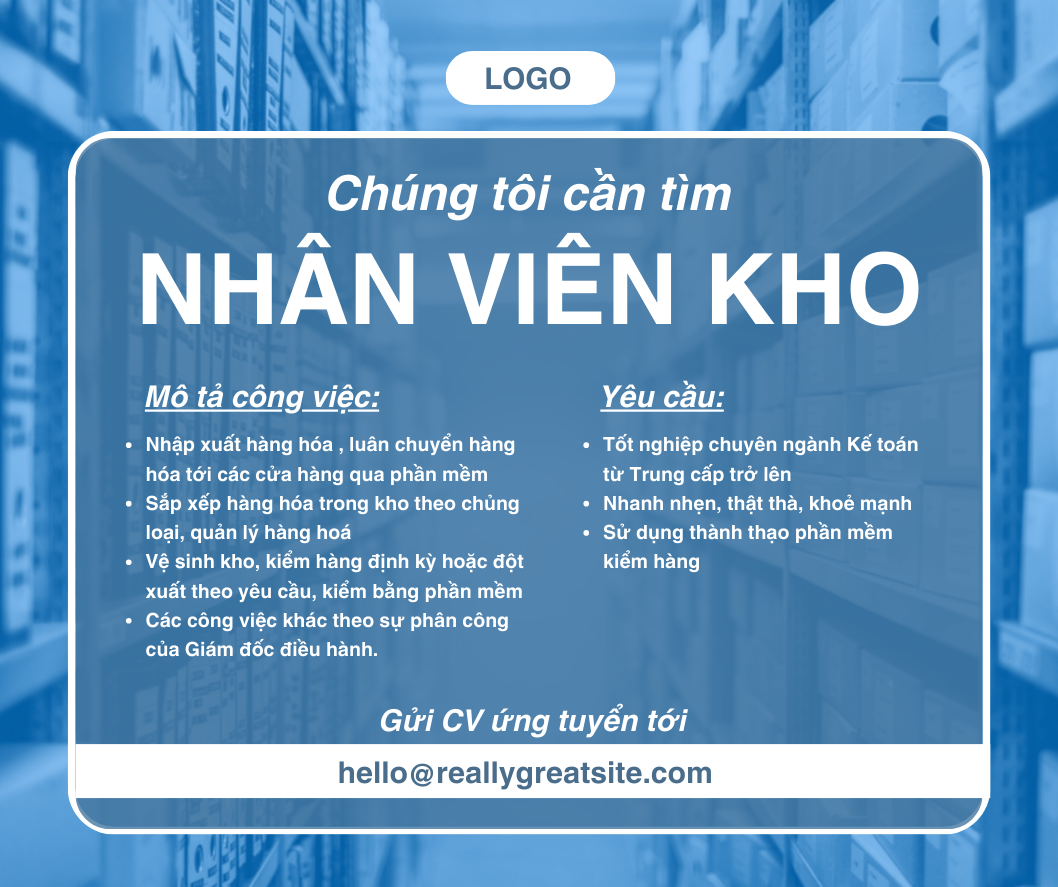 LOGO
Chúng tôi cần tìm
NHÂN VIÊN KHO
Mô tả công việc:
Nhập xuất hàng hóa , luân chuyển hàng
hóa tới các cửa hàng qua phần mềm
Sắp xếp hàng hóa trong kho theo chủng
loại, quản lý hàng hoá
Vệ sinh kho, kiểm hàng định kỳ hoặc đột
xuất theo yêu cầu, kiểm bằng phần mềm
Các công việc khác theo sự phân công
của Giám đốc điều hành.
Yêu cầu:
Tốt nghiệp chuyên ngành Kế toán
từ Trung cấp trở lên
Nhanh nhẹn, thật thà, khoẻ mạnh
Sử dụng thành thạo phần mềm
kiểm hàng
Gửi CV ứng tuyển tới
hello@reallygreatsite.com